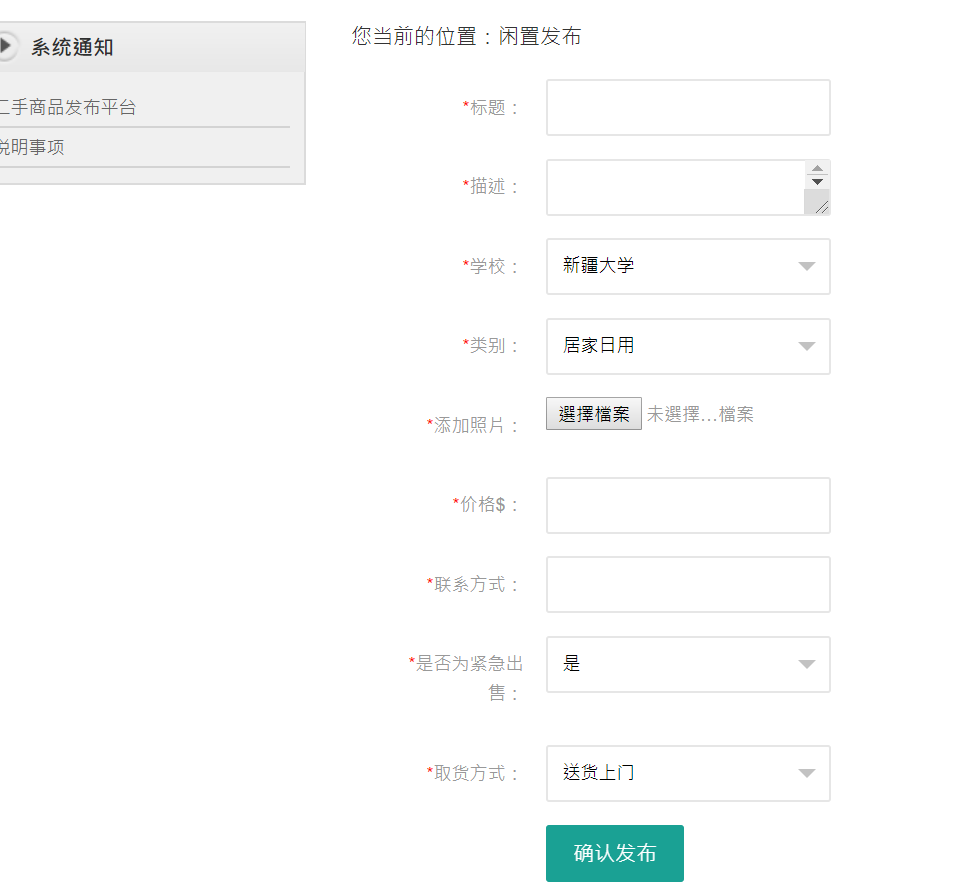 系统通知
二手商品发布平台
说明事项
您当前的位置：闲置发布
*标题：
*描述：
*学校：
新疆大学
*类别：
居家日用
*添加照片：
選擇檔案 未選擇...檔案
*价格$：
*联系方式：
*是否为紧急出
售：
是
*取货方式：
送货上门
确认发布